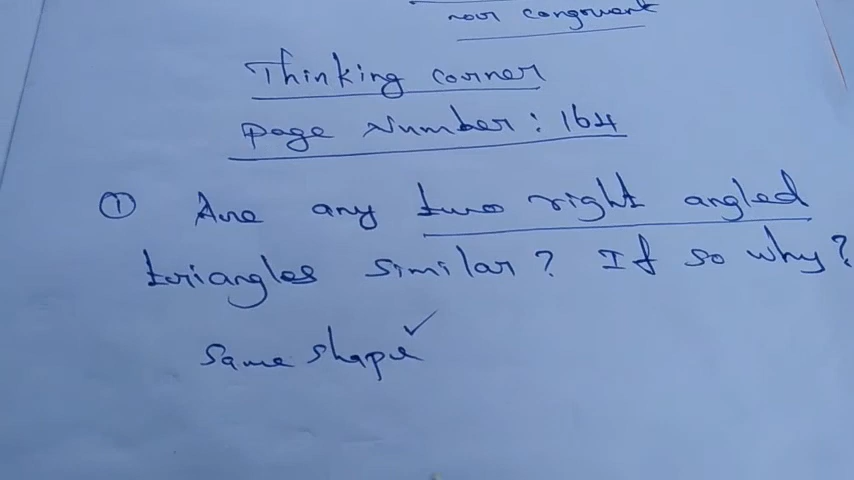 not congruent
Thinking corner
Page Number: 164
① Are any two right angled
triangles similar? If so why?
Same shape ✓